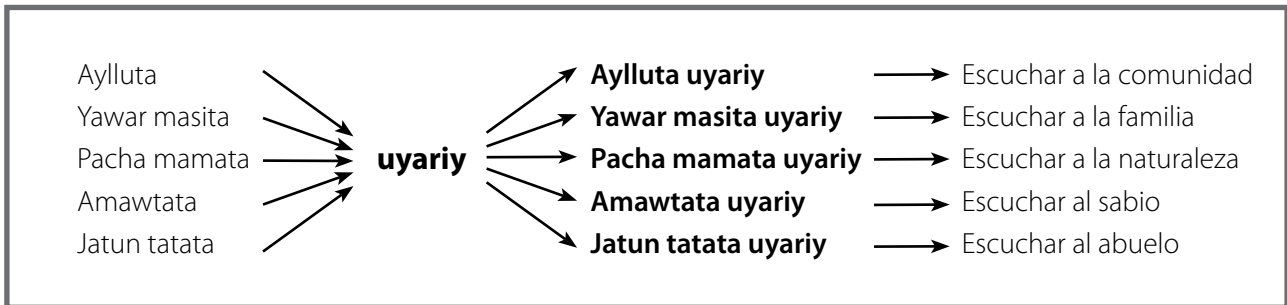 Aylluta Aylluta uyariy Escuchar a la comunidad
Yawar masita Yawar masita uyariy Escuchar a la familia
Pacha mamata uyariy Pacha mamata uyariy Escuchar a la naturaleza
Amawtata Amawtata uyariy Escuchar al sabio
Jatun tatata Jatun tatata uyariy Escuchar al abuelo